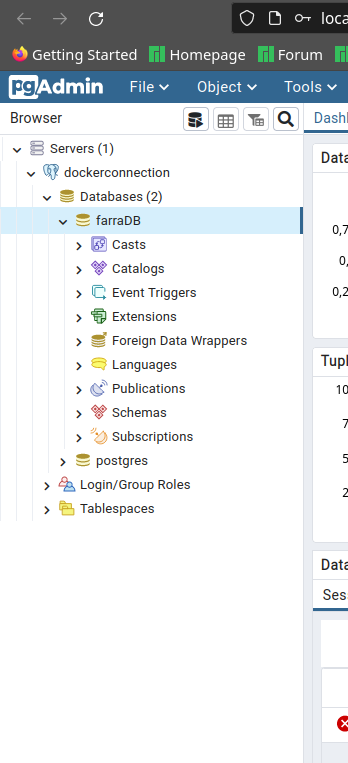 loca
Getting Started Homepage Forum
pgAdmin File Object Tools
Browser Dash
Servers (1)
dockerconnection
Databases (2)
farraDB
Casts
Catalogs
Event Triggers
Extensions
Foreign Data Wrappers
Languages
Publications
Schemas
Subscriptions
postgres
Login/Group Roles
Tablespaces
Data
0,7
0,
0,2
Tupl
10
7
5
2
Data
Ses